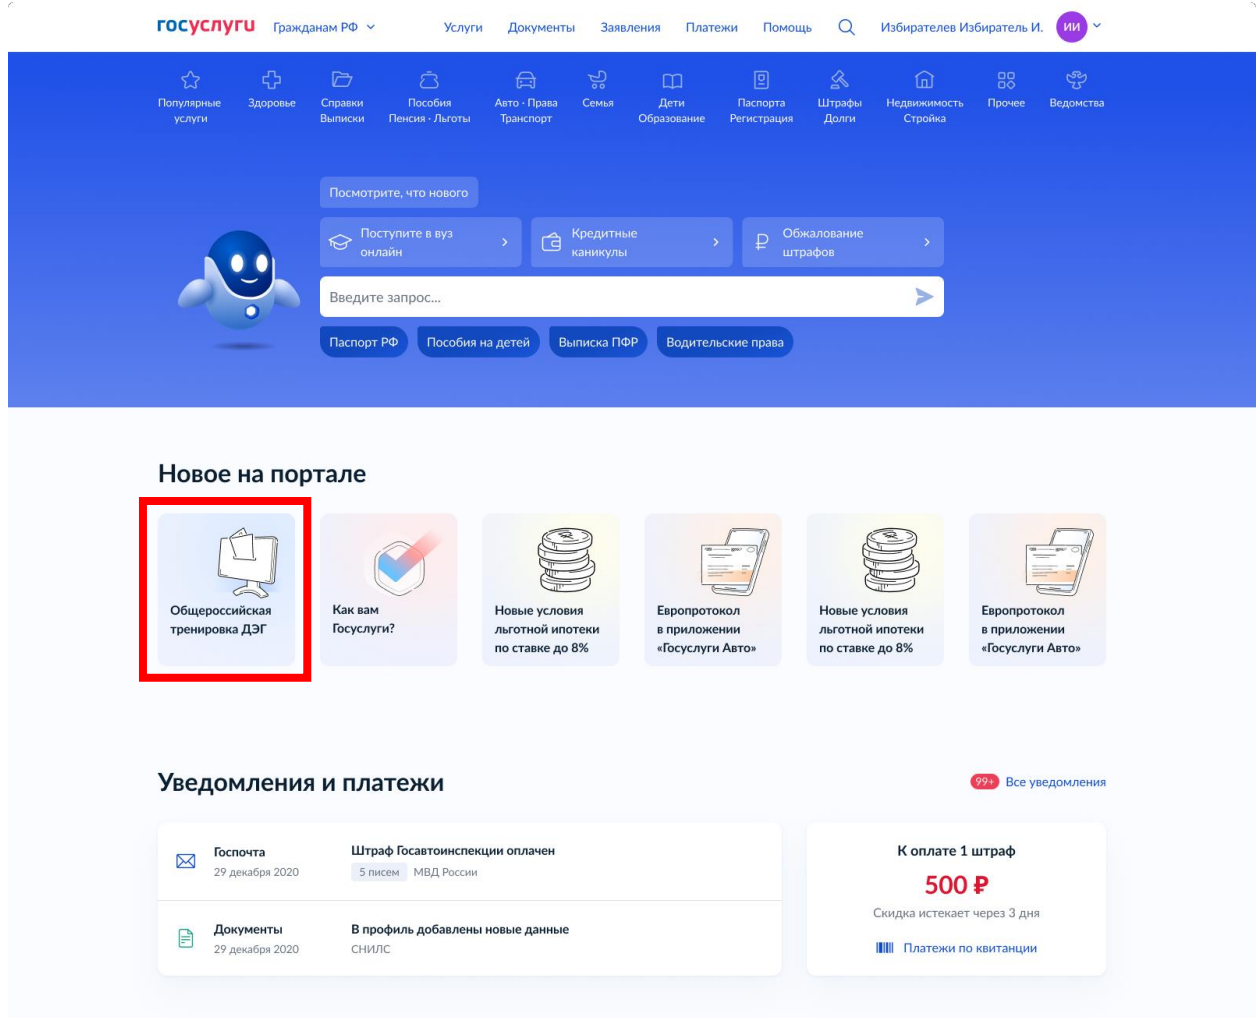 госуслуги Гражданам РФ Услуги Документы Заявления Платежи Помощь Избирателев Избиратель И. ИИ
Популярные услуги
Здоровье
Справки Выписки
Пособия Пенсия · Льготы
Авто · Права Транспорт
Семья
Дети Образование
Паспорта Регистрация
Штрафы Долги
Недвижимость Стройка
Прочее
Ведомства
Посмотрите, что нового
Поступите в вуз
онлайн
Кредитные
каникулы
Обжалование
штрафов
Введите запрос...
Паспорт РФ Пособия на детей Выписка ПФР Водительские права
Новое на портале
Общероссийская
тренировка ДЭГ
Как вам
Госуслуги?
Новые условия
льготной ипотеки
по ставке до 8%
Европротокол
в приложении
«Госуслуги Авто»
Новые условия
льготной ипотеки
по ставке до 8%
Европротокол
в приложении
«Госуслуги Авто»
Уведомления и платежи
99+ Все уведомления
Госпочта
29 декабря 2020
Штраф Госавтоинспекции оплачен
5 писем МВД России
Документы
29 декабря 2020
В профиль добавлены новые данные
СНИЛС
К оплате 1 штраф
500 ₽
Скидка истекает через 3 дня
Платежи по квитанции